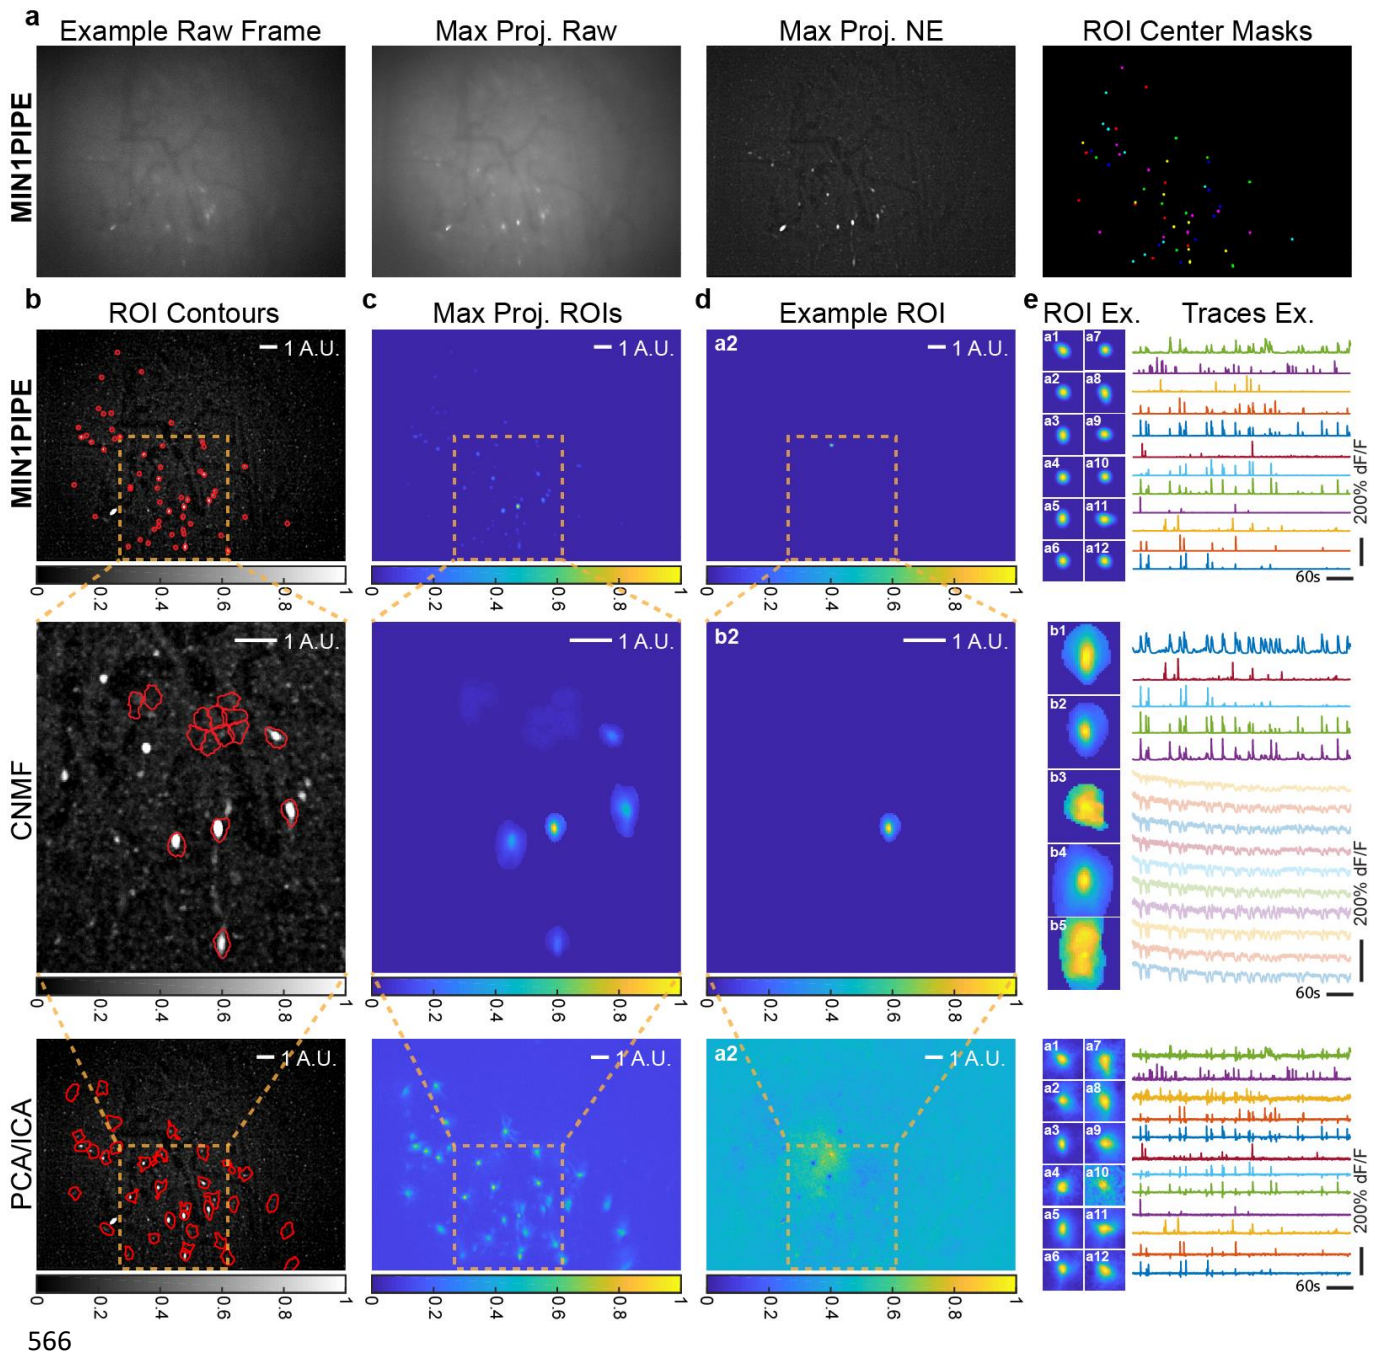 a
Example Raw Frame
Max Proj. Raw
Max Proj. NE
ROI Center Masks
MIN1PIPE
b
c
d
e
ROI Contours
Max Proj. ROIs
Example ROI
ROI Ex.
Traces Ex.
MIN1PIPE
1 A.U.
1 A.U.
a2
1 A.U.
a1
a7
a2
a8
a3
a9
a4
a10
a5
a11
a6
a12
200% dF/F
60s
0 0.2 0.4 0.6 0.8 1
0 0.2 0.4 0.6 0.8 1
0 0.2 0.4 0.6 0.8 1
CNMF
1 A.U.
1 A.U.
b2
1 A.U.
b1
b2
b3
b4
b5
200% dF/F
60s
0 0.2 0.4 0.6 0.8 1
0 0.2 0.4 0.6 0.8 1
0 0.2 0.4 0.6 0.8 1
PCA/ICA
1 A.U.
1 A.U.
a2
1 A.U.
a1
a7
a2
a8
a3
a9
a4
a10
a5
a11
a6
a12
200% dF/F
60s
0 0.2 0.4 0.6 0.8 1
0 0.2 0.4 0.6 0.8 1
0 0.2 0.4 0.6 0.8 1
566